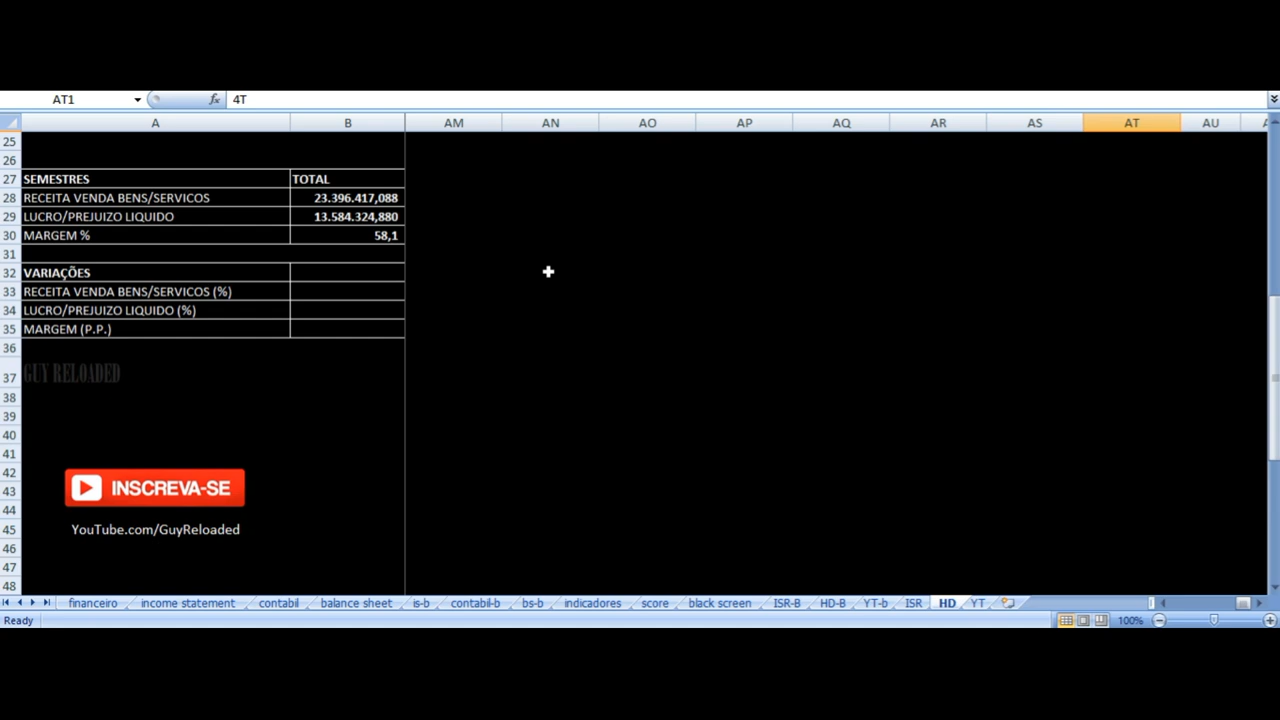 AT1 fx 4T
A B AM AN AO AP AQ AR AS AT AU
25
26
27 SEMESTRES TOTAL
28 RECEITA VENDA BENS/SERVICOS 23.396.417,088
29 LUCRO/PREJUIZO LIQUIDO 13.584.324,880
30 MARGEM % 58,1
31
32 VARIAÇÕES
33 RECEITA VENDA BENS/SERVICOS (%)
34 LUCRO/PREJUIZO LIQUIDO (%)
35 MARGEM (P.P.)
36
37 GUY RELOADED
38
39
40
41
42
43 INSCREVA-SE
44
45 YouTube.com/GuyReloaded
46
47
48
financeiro income statement contabil balance sheet is-b contabil-b bs-b indicadores score black screen ISR-B HD-B YT-b ISR HD YT
Ready 100%